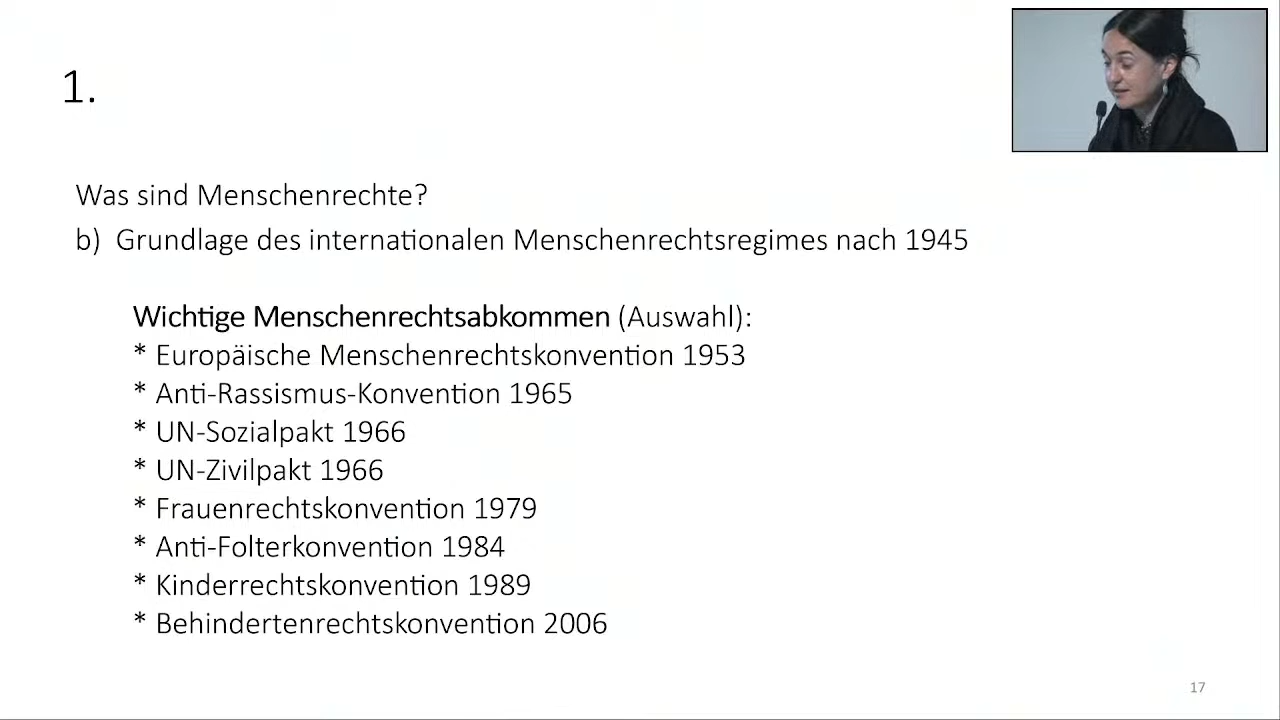 1.
Was sind Menschenrechte?
b) Grundlage des internationalen Menschenrechtsregimes nach 1945
Wichtige Menschenrechtsabkommen (Auswahl):
* Europäische Menschenrechtskonvention 1953
* Anti-Rassismus-Konvention 1965
* UN-Sozialpakt 1966
* UN-Zivilpakt 1966
* Frauenrechtskonvention 1979
* Anti-Folterkonvention 1984
* Kinderrechtskonvention 1989
* Behindertenrechtskonvention 2006
17